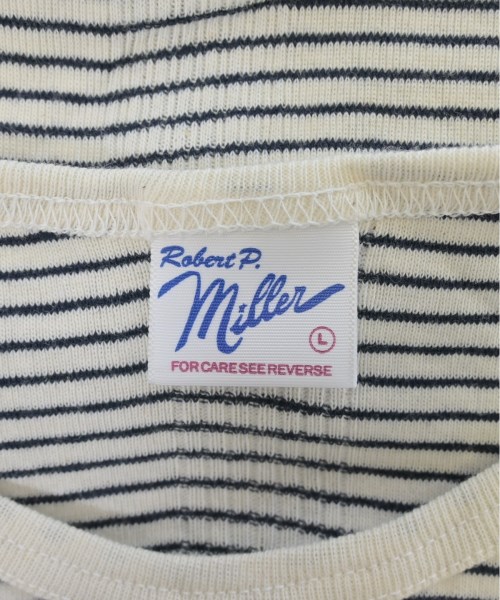 Robert P.
Miller
L
FOR CARE SEE REVERSE